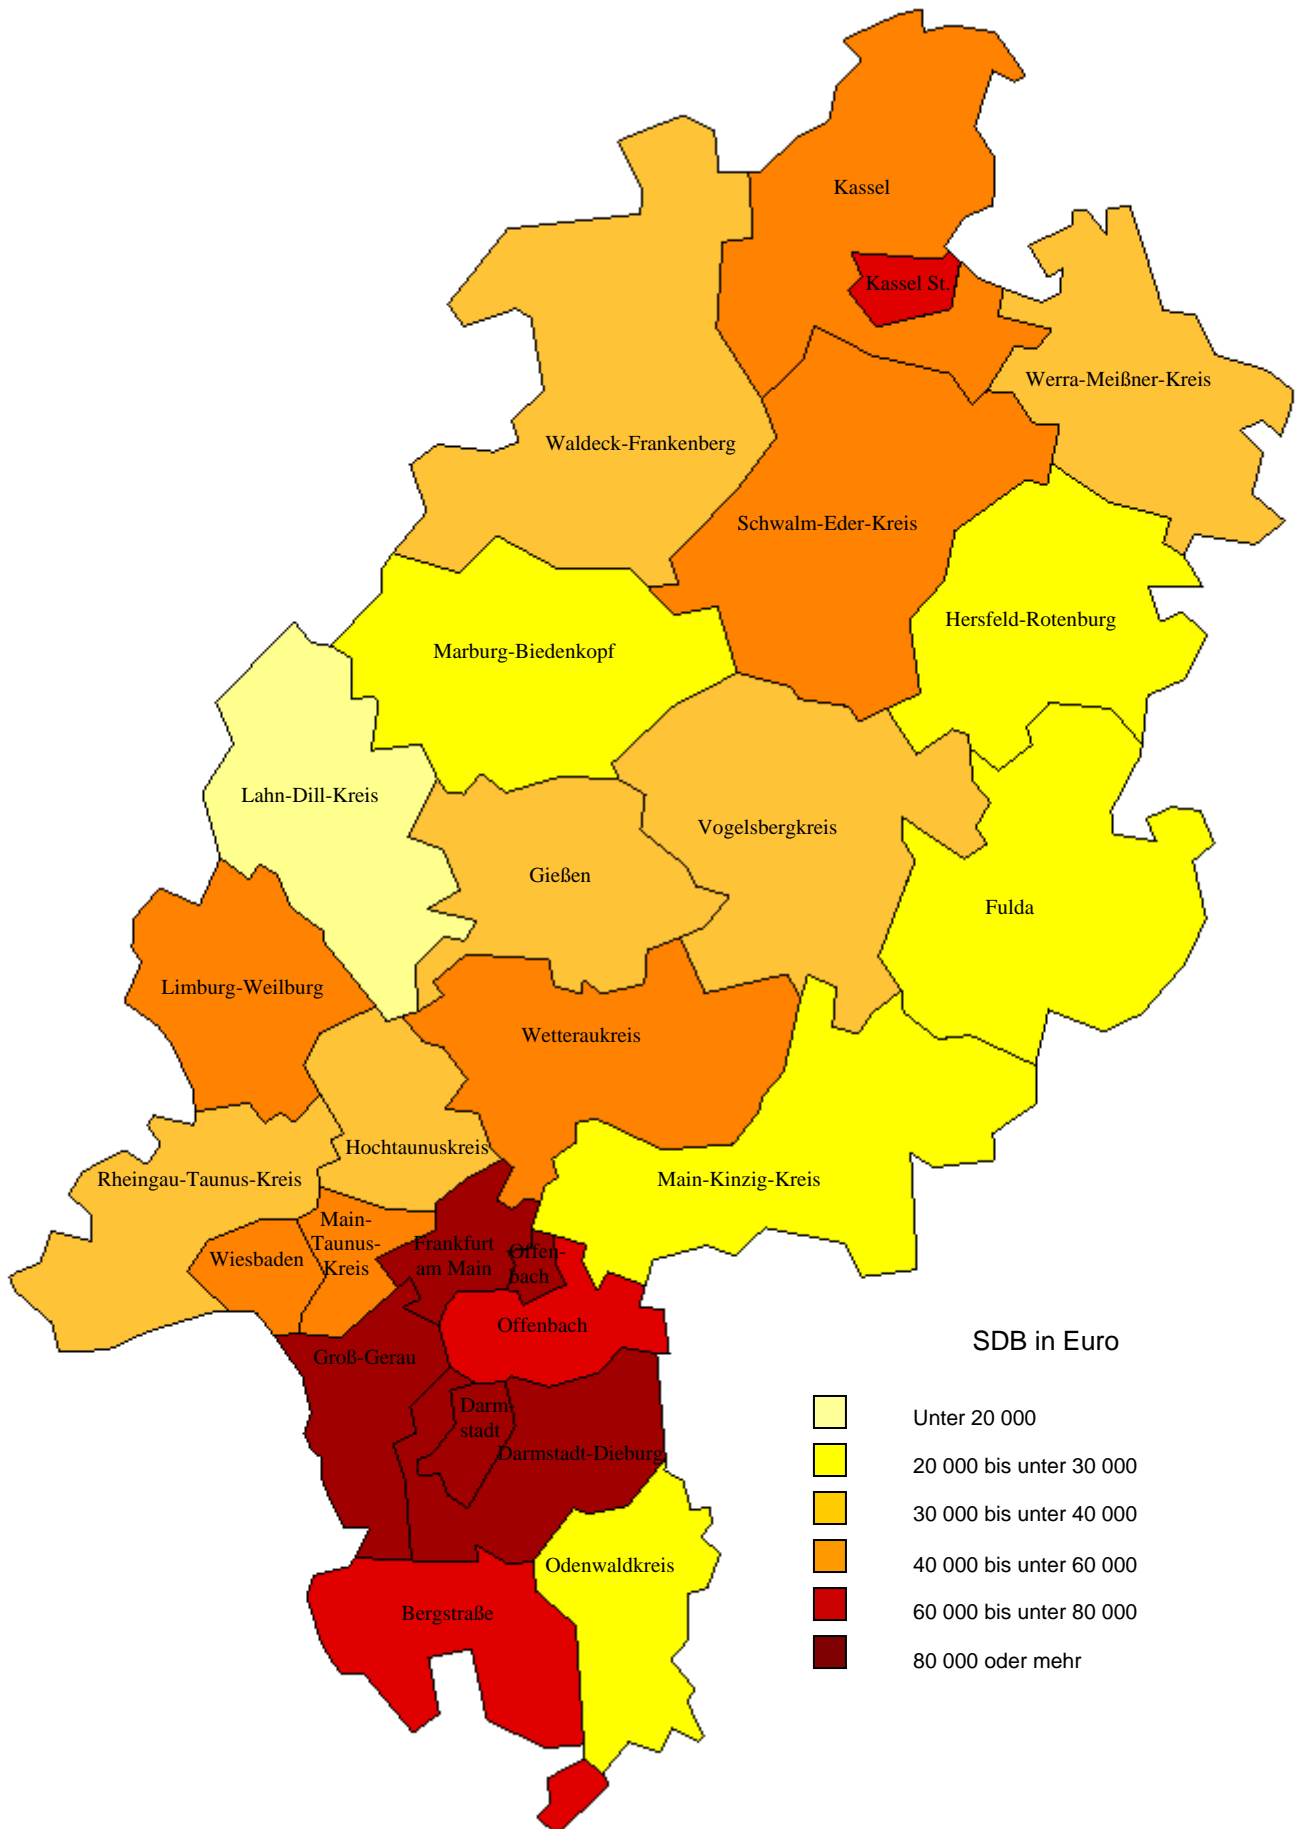 Kassel
Kassel St.
Werra-Meißner-Kreis
Waldeck-Frankenberg
Schwalm-Eder-Kreis
Hersfeld-Rotenburg
Marburg-Biedenkopf
Lahn-Dill-Kreis
Vogelsbergkreis
Gießen
Fulda
Limburg-Weilburg
Wetteraukreis
Hochtaunuskreis
Rheingau-Taunus-Kreis
Main-Kinzig-Kreis
Main-
Taunus-
Kreis
Wiesbaden
Frankfurt
am Main
Offen-
bach
Offenbach
Groß-Gerau
Darm-
stadt
Darmstadt-Dieburg
Odenwaldkreis
Bergstraße
SDB in Euro
Unter 20 000
20 000 bis unter 30 000
30 000 bis unter 40 000
40 000 bis unter 60 000
60 000 bis unter 80 000
80 000 oder mehr